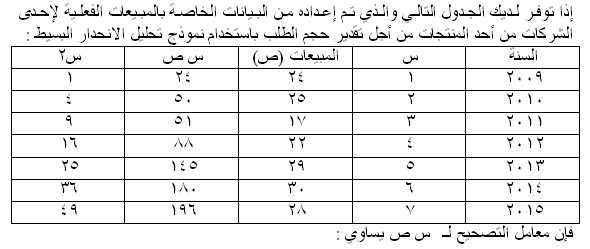 إذا توفر لديك الجدول التالي والذي تم إعداده من البيانات الخاصة بالمبيعات الفعلية لإحدى
الشركات من أحد المنتجات من أجل تقدير حجم الطلب باستخدام نموذج تحليل الانحدار البسيط :
السنة س المبيعات (ص) س ص س٢
٢٠٠٩ ١ ٢٤ ٢٤ ١
٢٠١٠ ٢ ٢٥ ٥٠ ٤
٢٠١١ ٣ ١٧ ٥١ ٩
٢٠١٢ ٤ ٢٢ ٨٨ ١٦
٢٠١٣ ٥ ٢٩ ١٤٥ ٢٥
٢٠١٤ ٦ ٣٠ ١٨٠ ٣٦
٢٠١٥ ٧ ٢٨ ١٩٦ ٤٩
فإن معامل التصحيح لـ س ص يساوي :